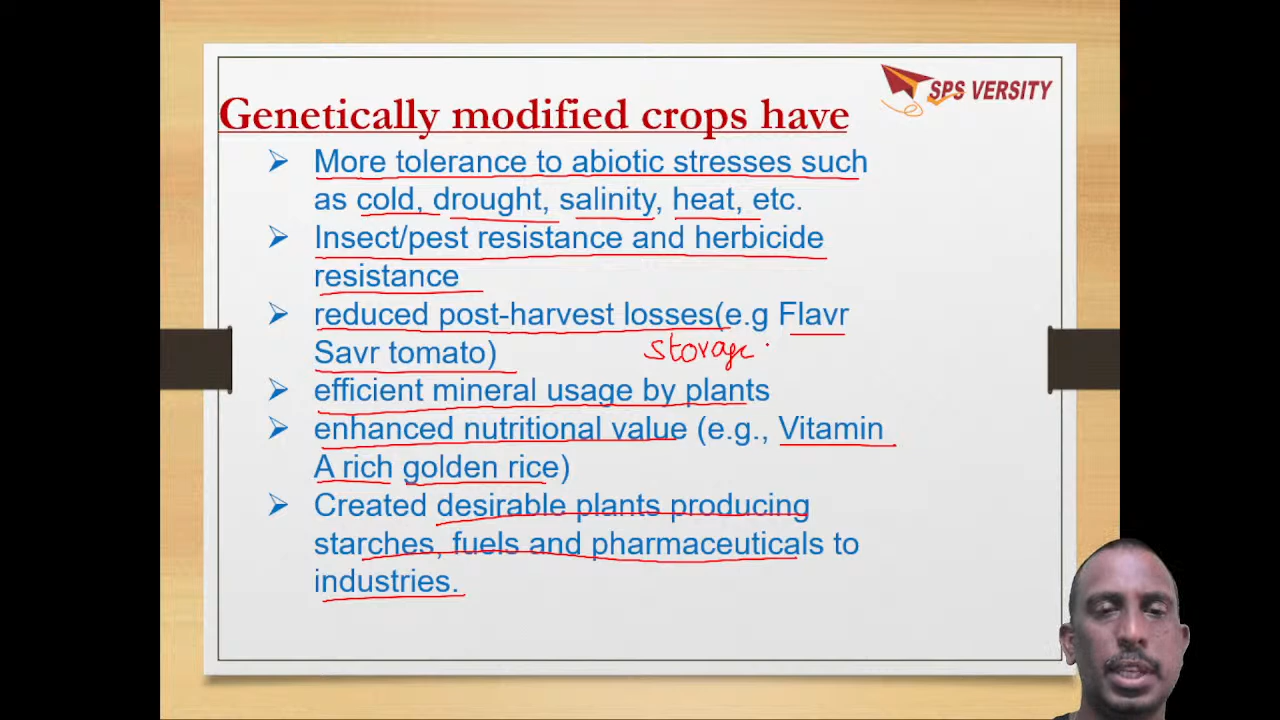 SPS VERSITY
Genetically modified crops have
➢ More tolerance to abiotic stresses such
as cold, drought, salinity, heat, etc.
➢ Insect/pest resistance and herbicide
resistance
➢ reduced post-harvest losses(e.g Flavr
Savr tomato)
storage
➢ efficient mineral usage by plants
➢ enhanced nutritional value (e.g., Vitamin
A rich golden rice)
➢ Created desirable plants producing
starches, fuels and pharmaceuticals to
industries.